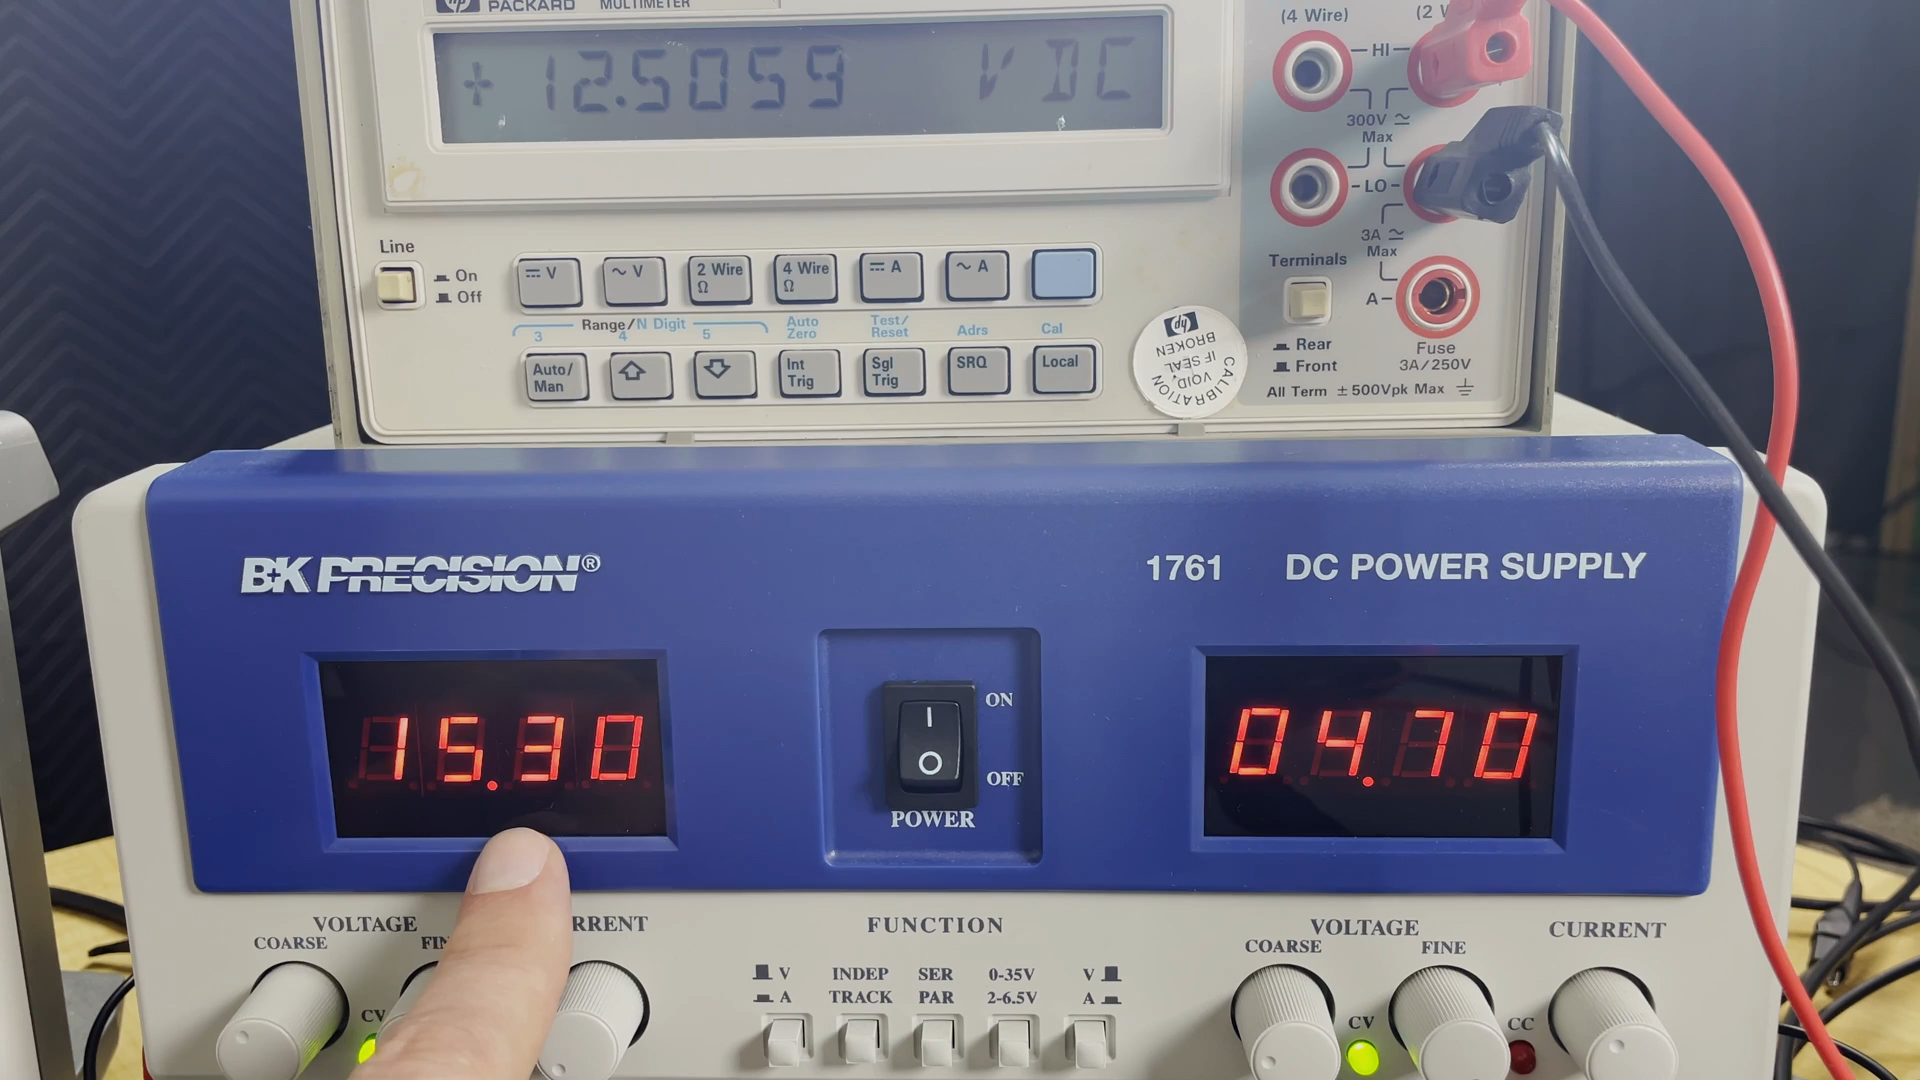 hp PACKARD MULTIMETER
+ 12.5059 V DC
(4 Wire)
HI
300V ≂
Max
LO
3A ≂
Max
A
Fuse
3A/250V
Terminals
Rear
Front
All Term ±500Vpk Max
Line
On
Off
⎓ V
~ V
2 Wire
Ω
4 Wire
Ω
⎓ A
~ A
Range/N Digit
3
4
5
Auto
Zero
Test/
Reset
Adrs
Cal
Auto/
Man
Int
Trig
Sgl
Trig
SRQ
Local
hp
CALIBRATION
VOID,
IF SEAL
BROKEN
B+K PRECISION®
1761 DC POWER SUPPLY
15.30
ON
OFF
POWER
04.70
VOLTAGE
COARSE
CV
FUNCTION
V INDEP SER 0-35V V
A TRACK PAR 2-6.5V A
VOLTAGE
COARSE FINE
CURRENT
CV
CC